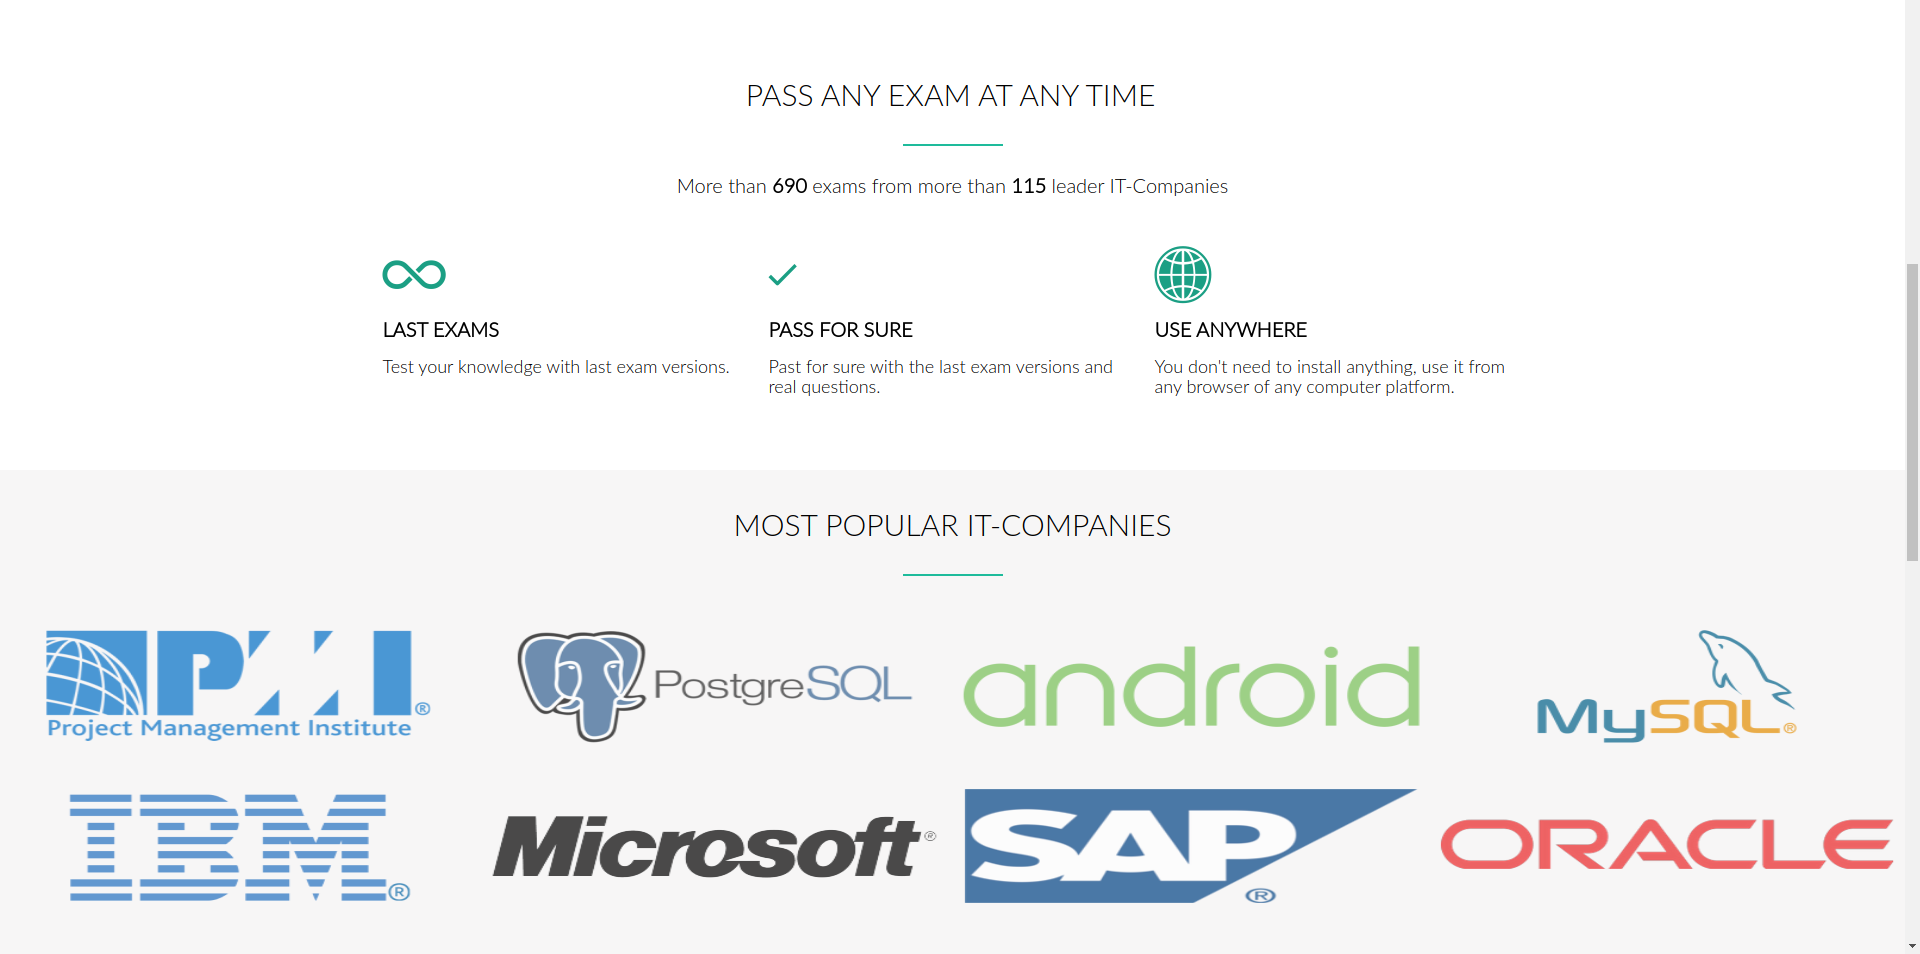 PASS ANY EXAM AT ANY TIME
More than 690 exams from more than 115 leader IT-Companies
LAST EXAMS
Test your knowledge with last exam versions.
PASS FOR SURE
Past for sure with the last exam versions and
real questions.
USE ANYWHERE
You don't need to install anything, use it from
any browser of any computer platform.
MOST POPULAR IT-COMPANIES
PMI®
Project Management Institute
PostgreSQL
android
MySQL®
IBM®
Microsoft®
SAP®
ORACLE